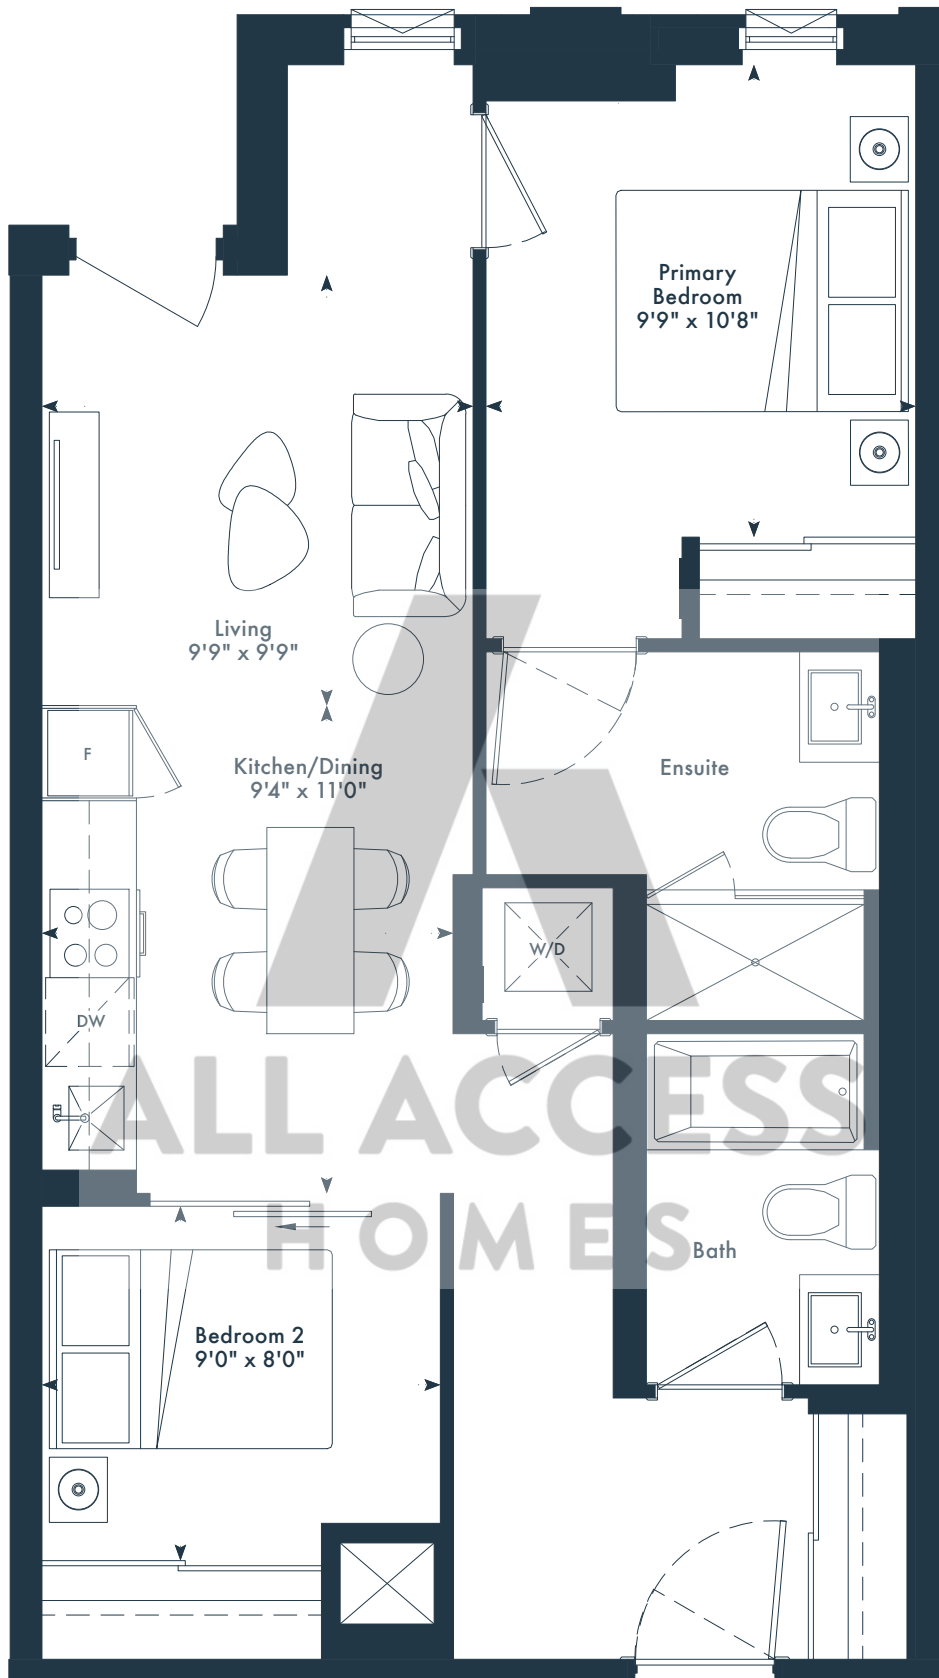 Primary
Bedroom
9'9" x 10'8"
Living
9'9" x 9'9"
F
Kitchen/Dining
9'4" x 11'0"
Ensuite
W/D
DW
ALL ACCESS
HOMES
Bath
Bedroom 2
9'0" x 8'0"